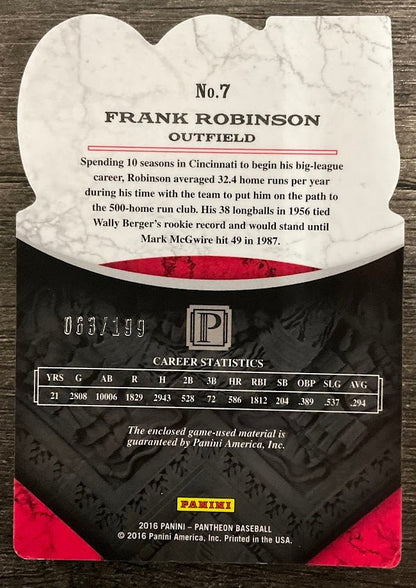 No.7
FRANK ROBINSON
OUTFIELD
Spending 10 seasons in Cincinnati to begin his big-league
career, Robinson averaged 32.4 home runs per year
during his time with the team to put him on the path to
the 500-home run club. His 38 longballs in 1956 tied
Wally Berger's rookie record and would stand until
Mark McGwire hit 49 in 1987.
063/199
P
CAREER STATISTICS
YRS G AB R H 2B 3B HR RBI SB OBP SLG AVG
21 2808 10006 1829 2943 528 72 586 1812 204 .389 .537 .294
The enclosed game-used material is
guaranteed by Panini America, Inc.
PANINI
2016 PANINI – PANTHEON BASEBALL
© 2016 Panini America, Inc. Printed in the USA.